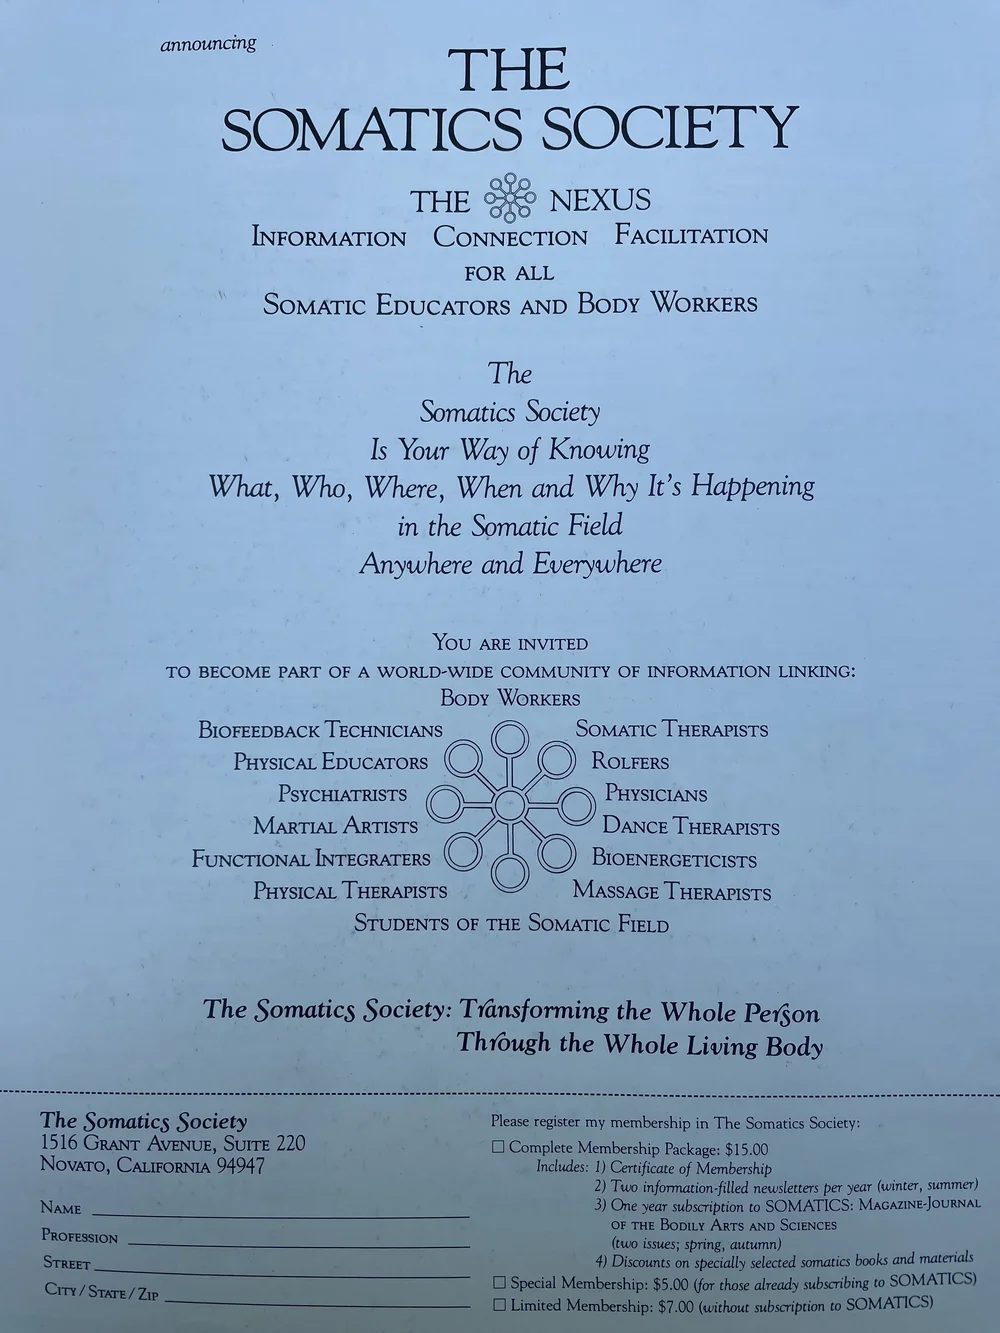 announcing
THE
SOMATICS SOCIETY
THE NEXUS
INFORMATION CONNECTION FACILITATION
FOR ALL
SOMATIC EDUCATORS AND BODY WORKERS
The
Somatics Society
Is Your Way of Knowing
What, Who, Where, When and Why It's Happening
in the Somatic Field
Anywhere and Everywhere
YOU ARE INVITED
TO BECOME PART OF A WORLD-WIDE COMMUNITY OF INFORMATION LINKING:
BODY WORKERS
BIOFEEDBACK TECHNICIANS SOMATIC THERAPISTS
PHYSICAL EDUCATORS ROLFERS
PSYCHIATRISTS PHYSICIANS
MARTIAL ARTISTS DANCE THERAPISTS
FUNCTIONAL INTEGRATERS BIOENERGETICISTS
PHYSICAL THERAPISTS MASSAGE THERAPISTS
STUDENTS OF THE SOMATIC FIELD
The Somatics Society: Transforming the Whole Person
Through the Whole Living Body
The Somatics Society
1516 GRANT AVENUE, SUITE 220
NOVATO, CALIFORNIA 94947
NAME
PROFESSION
STREET
CITY/STATE/ZIP
Please register my membership in The Somatics Society:
☐ Complete Membership Package: $15.00
Includes: 1) Certificate of Membership
2) Two information-filled newsletters per year (winter, summer)
3) One year subscription to SOMATICS: MAGAZINE-JOURNAL
OF THE BODILY ARTS AND SCIENCES
(two issues; spring, autumn)
4) Discounts on specially selected somatics books and materials
☐ Special Membership: $5.00 (for those already subscribing to SOMATICS)
☐ Limited Membership: $7.00 (without subscription to SOMATICS)